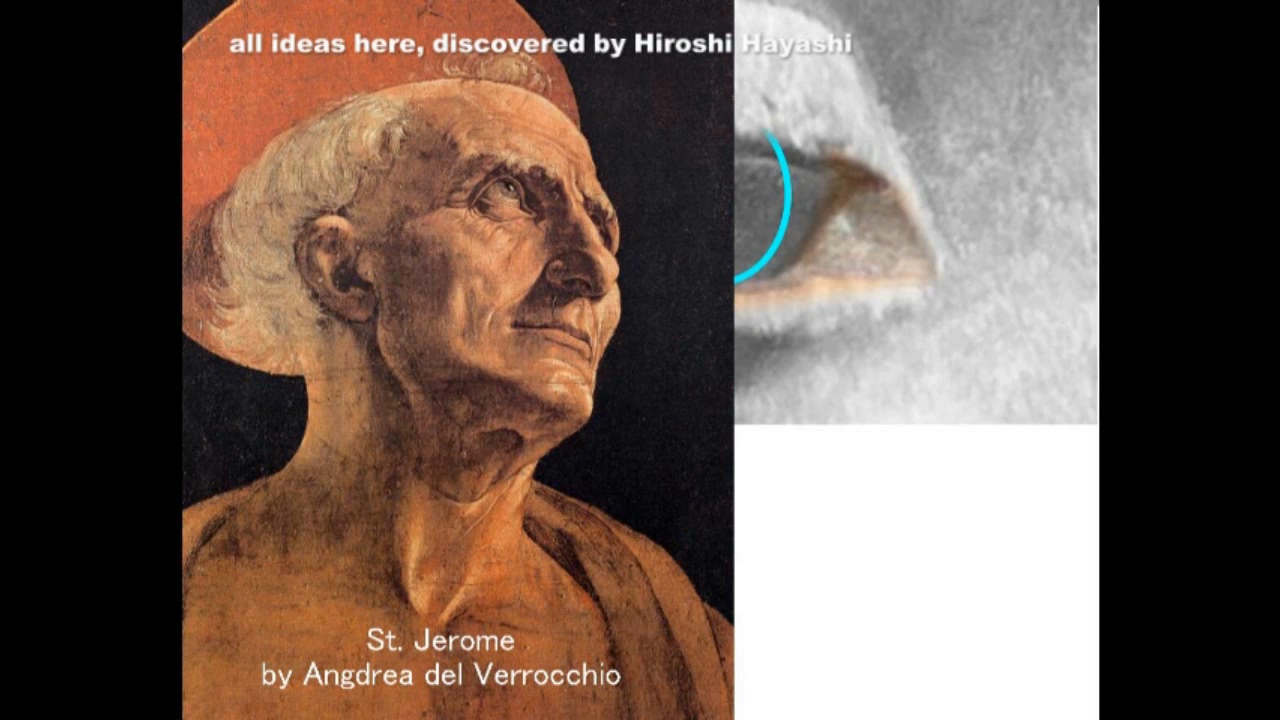 all ideas here, discovered by Hiroshi Hayashi
St. Jerome
by Angdrea del Verrocchio